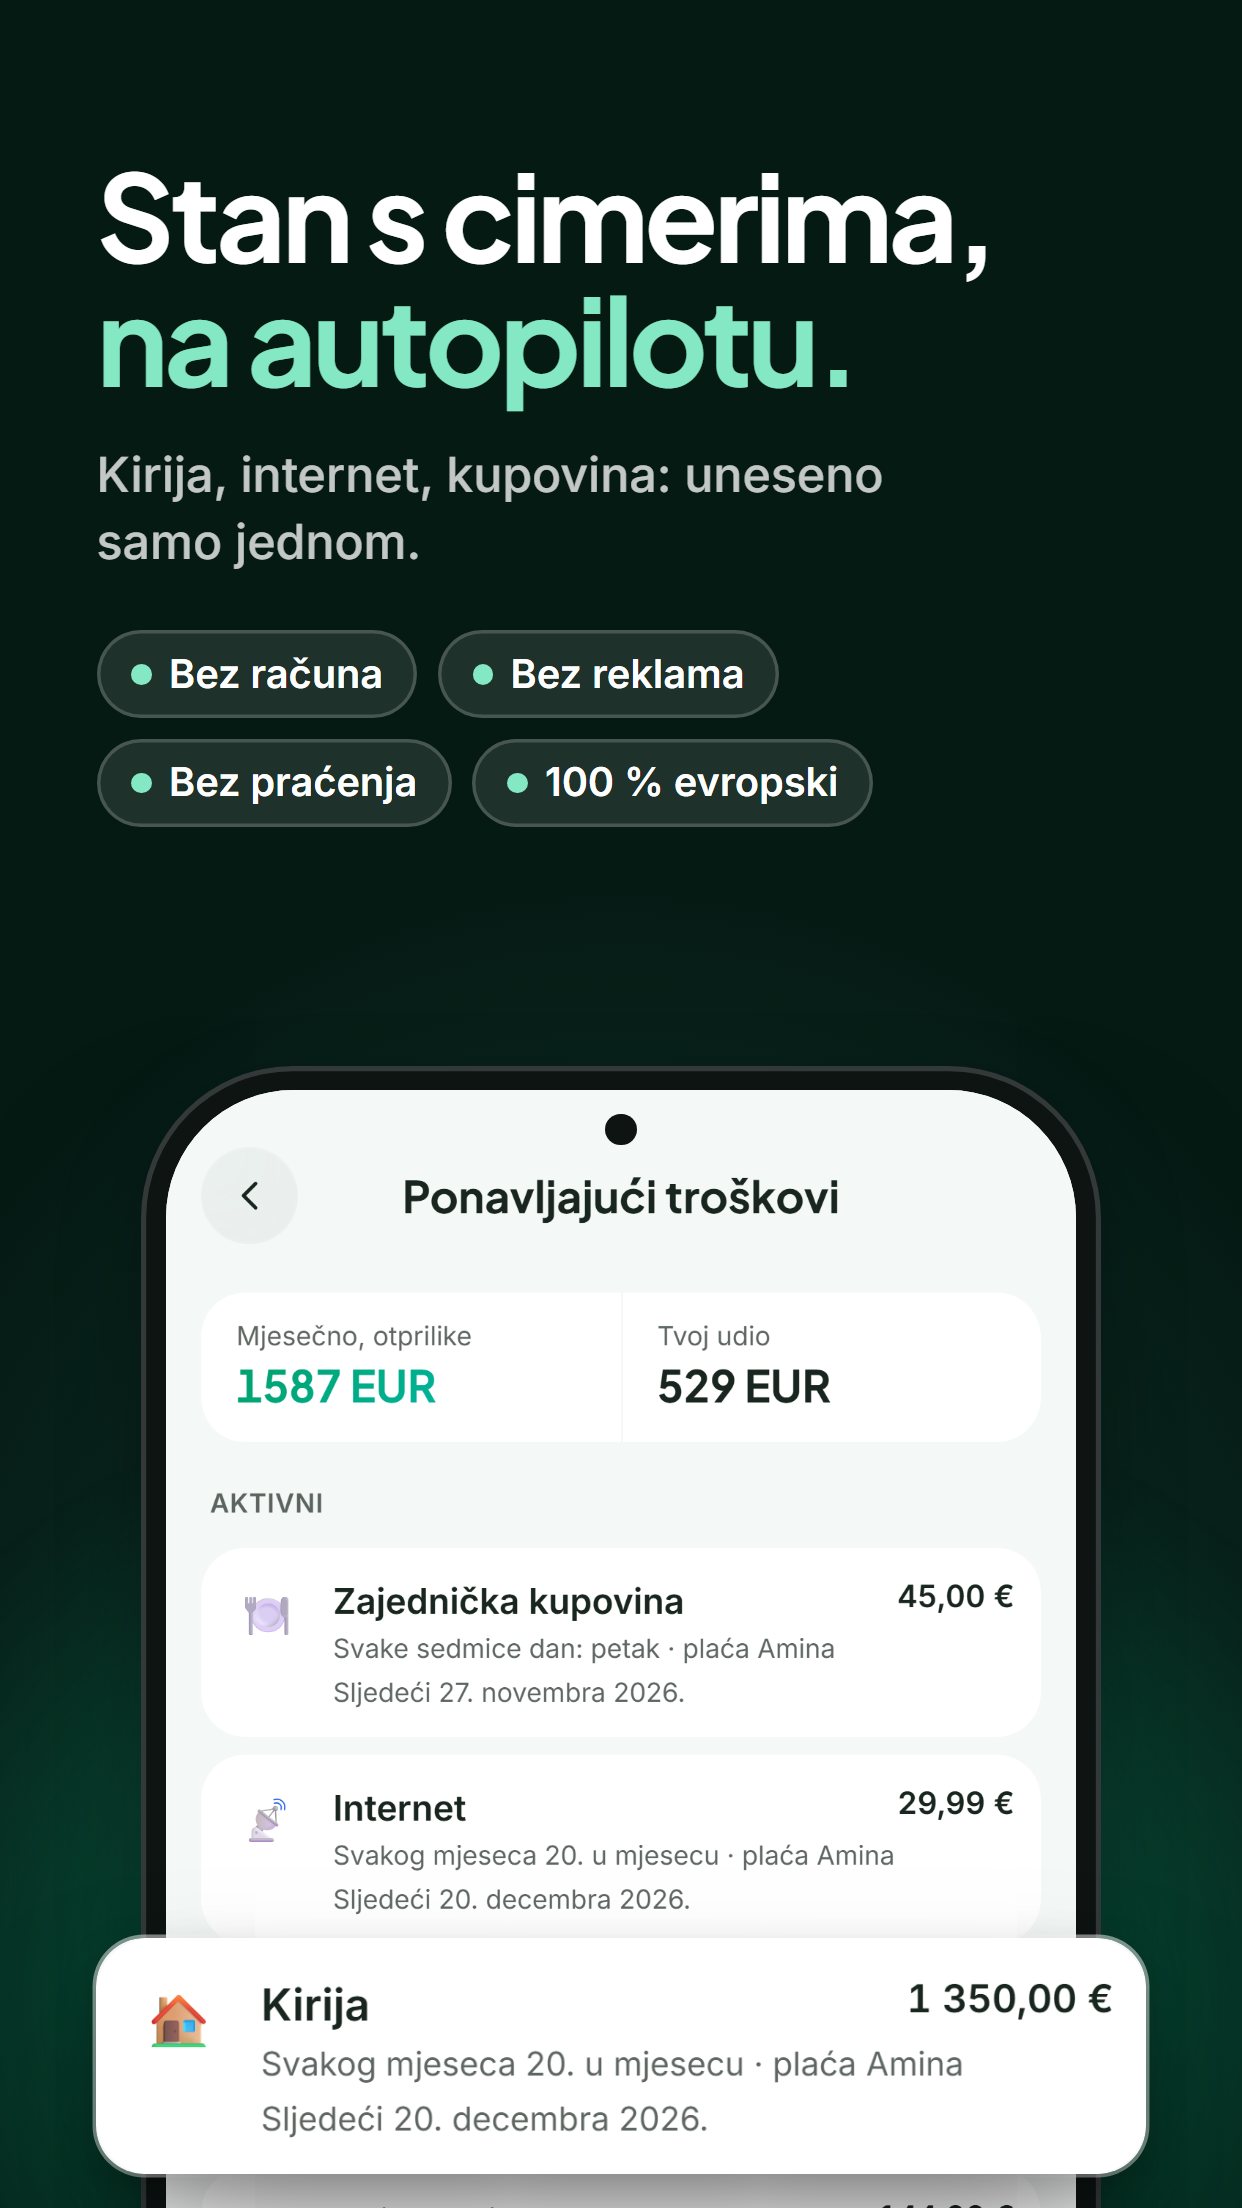 Stan s cimerima,
na autopilotu.
Kirija, internet, kupovina: uneseno
samo jednom.
Bez računa
Bez reklama
Bez praćenja
100 % evropski
Ponavljajući troškovi
Mjesečno, otprilike
Tvoj udio
1587 EUR
529 EUR
AKTIVNI
Zajednička kupovina
45,00 €
Svake sedmice dan: petak · plaća Amina
Sljedeći 27. novembra 2026.
Internet
29,99 €
Svakog mjeseca 20. u mjesecu · plaća Amina
Sljedeći 20. decembra 2026.
Kirija
1 350,00 €
Svakog mjeseca 20. u mjesecu · plaća Amina
Sljedeći 20. decembra 2026.